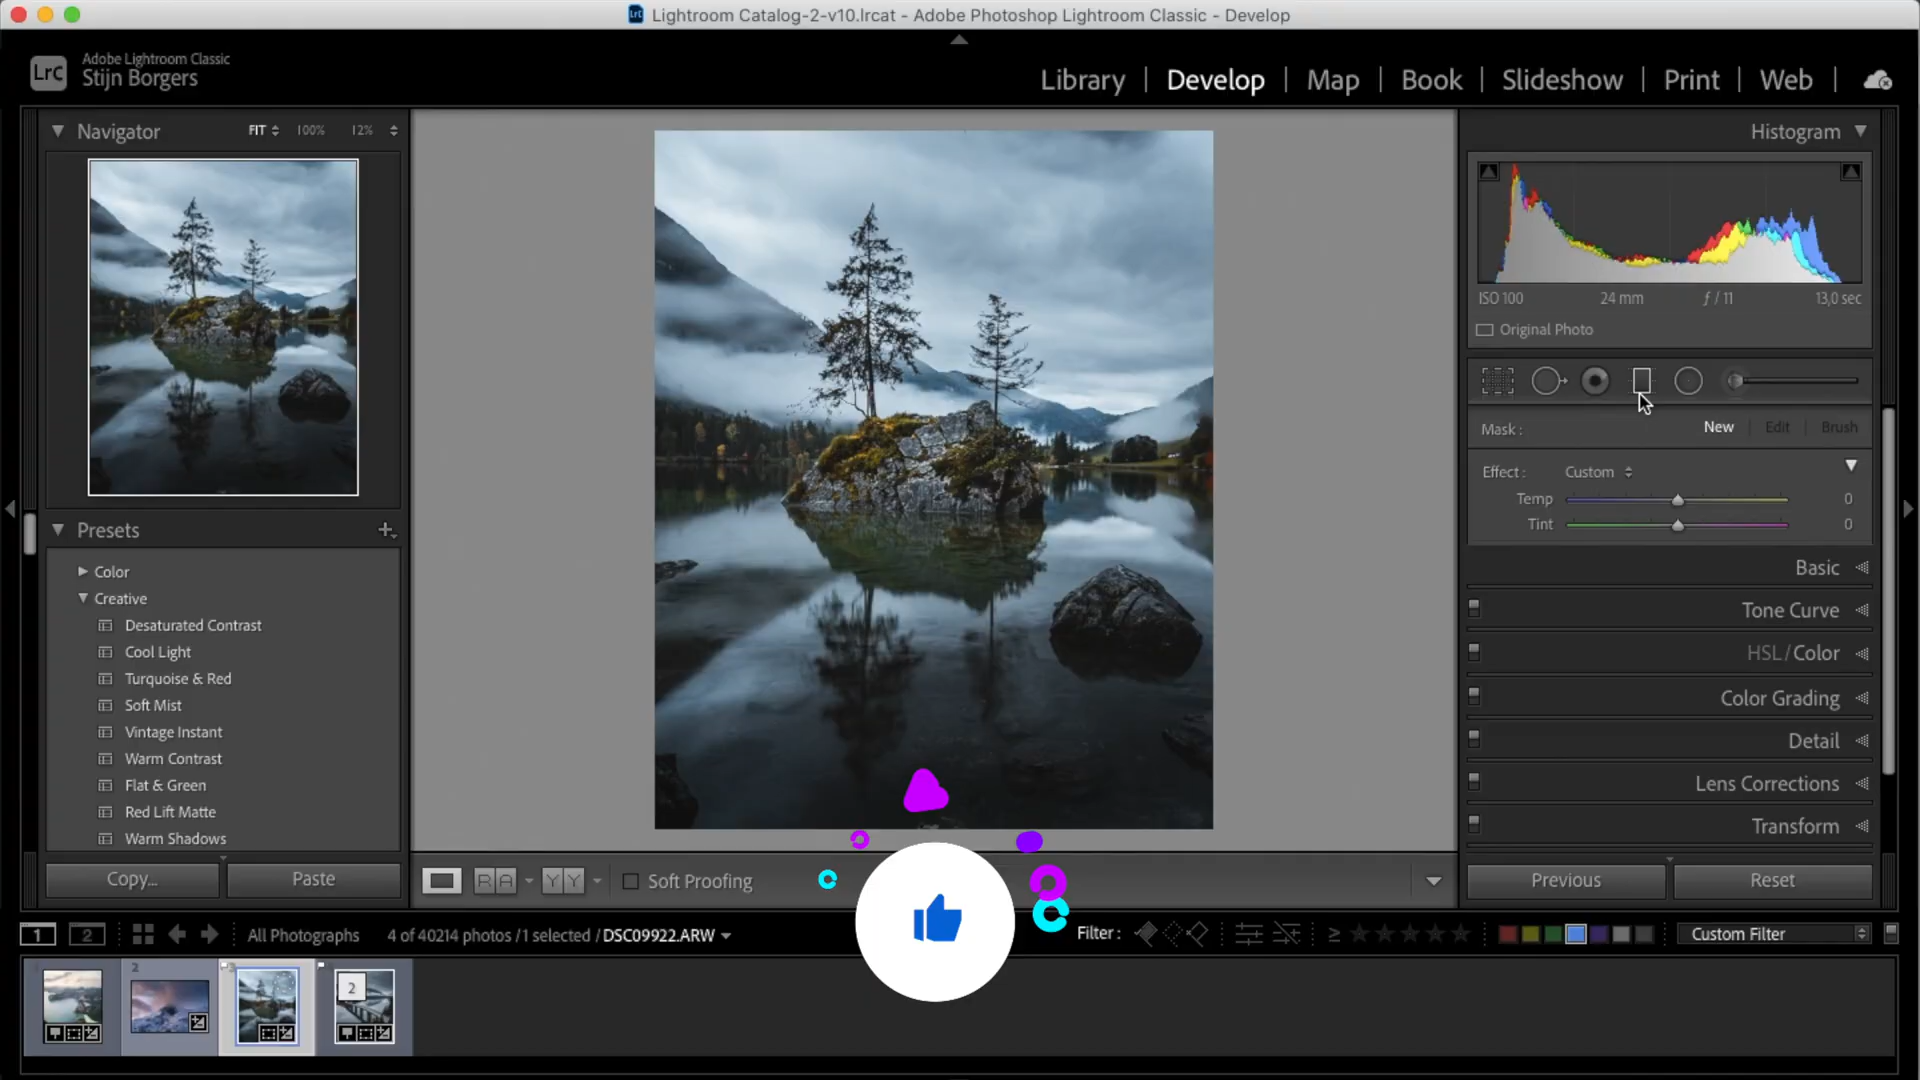 Lightroom Catalog-2-v10.lrcat - Adobe Photoshop Lightroom Classic - Develop
LrC
Adobe Lightroom Classic
Stijn Borgers
Library | Develop | Map | Book | Slideshow | Print | Web |
Navigator
FIT
100%
12%
Histogram
ISO 100
24 mm
ƒ / 11
13,0 sec
Original Photo
Mask :
New
Edit
Brush
Effect :
Custom
Temp
0
Tint
0
Basic
Tone Curve
HSL / Color
Color Grading
Detail
Lens Corrections
Transform
Previous
Reset
Presets
Color
Creative
Desaturated Contrast
Cool Light
Turquoise & Red
Soft Mist
Vintage Instant
Warm Contrast
Flat & Green
Red Lift Matte
Warm Shadows
Copy...
Paste
R A
Y Y
Soft Proofing
1
2
All Photographs
4 of 40214 photos / 1 selected / DSC09922.ARW
Filter :
≥
Custom Filter
2
2